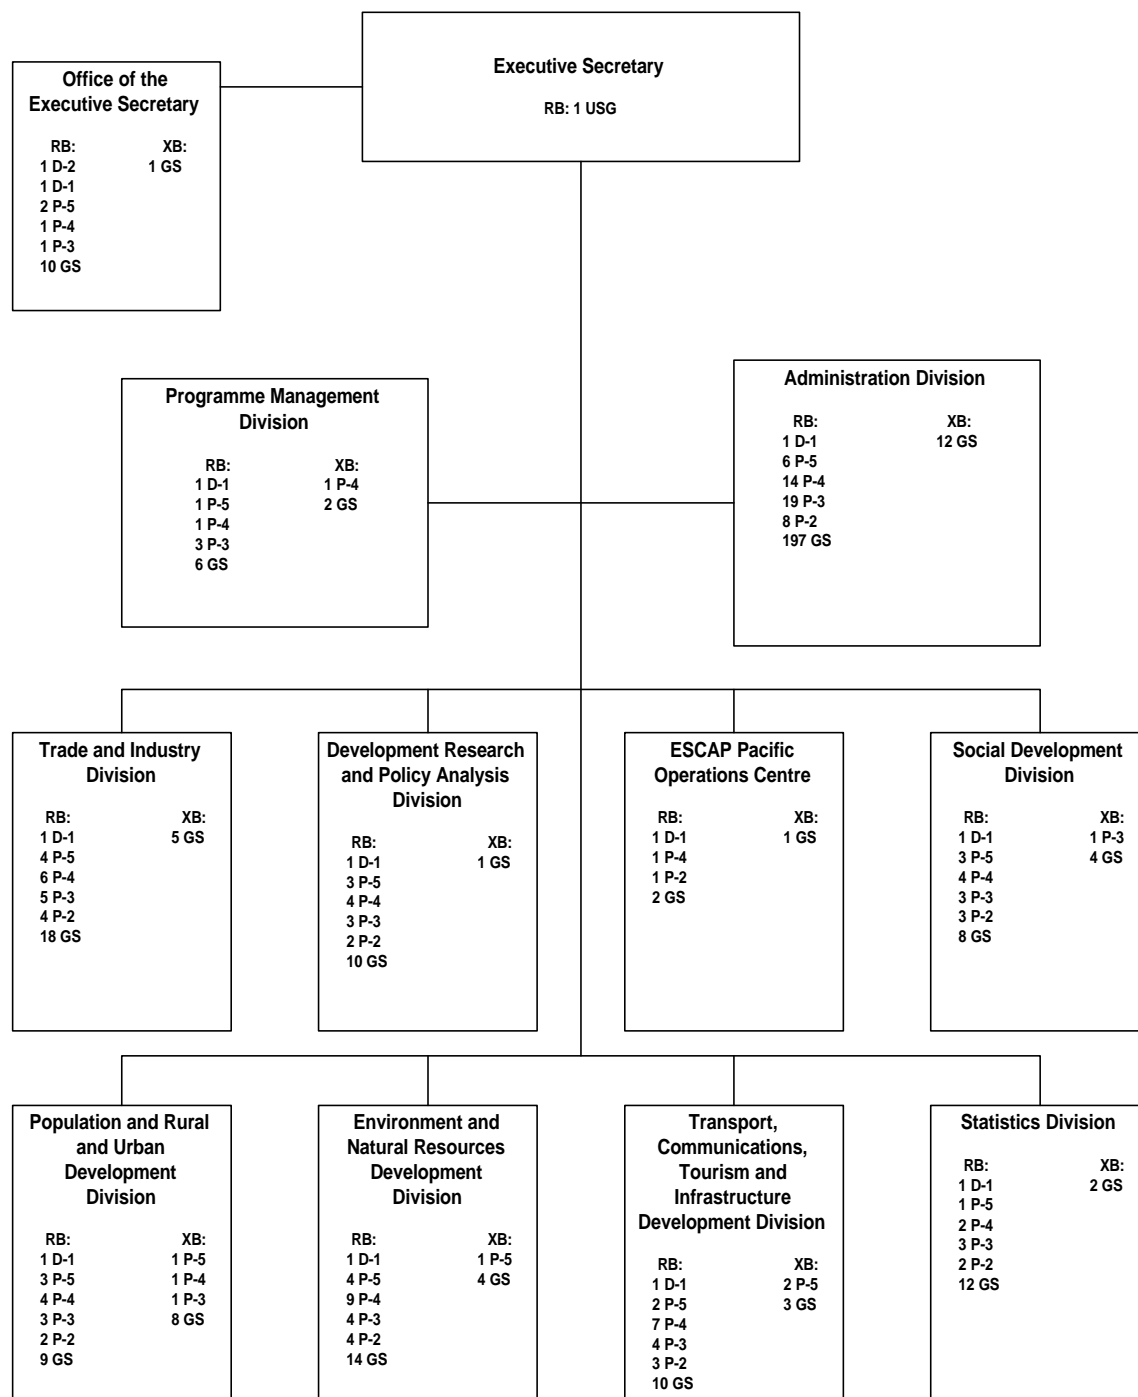 Executive Secretary
RB: 1 USG
Office of the
Executive Secretary
RB: XB:
1 D-2 1 GS
1 D-1
2 P-5
1 P-4
1 P-3
10 GS
Programme Management
Division
RB: XB:
1 D-1 1 P-4
1 P-5 2 GS
1 P-4
3 P-3
6 GS
Administration Division
RB: XB:
1 D-1 12 GS
6 P-5
14 P-4
19 P-3
8 P-2
197 GS
Trade and Industry
Division
RB: XB:
1 D-1 5 GS
4 P-5
6 P-4
5 P-3
4 P-2
18 GS
Development Research
and Policy Analysis
Division
RB: XB:
1 D-1 1 GS
3 P-5
4 P-4
3 P-3
2 P-2
10 GS
ESCAP Pacific
Operations Centre
RB: XB:
1 D-1 1 GS
1 P-4
1 P-2
2 GS
Social Development
Division
RB: XB:
1 D-1 1 P-3
3 P-5 4 GS
4 P-4
3 P-3
3 P-2
8 GS
Population and Rural
and Urban
Development
Division
RB: XB:
1 D-1 1 P-5
3 P-5 1 P-4
4 P-4 1 P-3
3 P-3 8 GS
2 P-2
9 GS
Environment and
Natural Resources
Development
Division
RB: XB:
1 D-1 1 P-5
4 P-5 4 GS
9 P-4
4 P-3
4 P-2
14 GS
Transport,
Communications,
Tourism and
Infrastructure
Development Division
RB: XB:
1 D-1 2 P-5
2 P-5 3 GS
7 P-4
4 P-3
3 P-2
10 GS
Statistics Division
RB: XB:
1 D-1 2 GS
1 P-5
2 P-4
3 P-3
2 P-2
12 GS